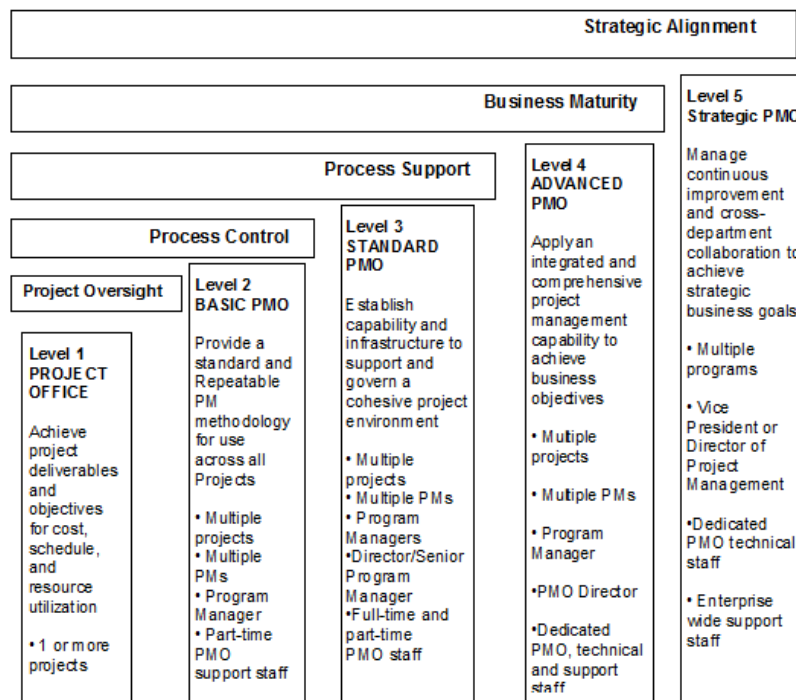 Strategic Alignment
Business Maturity
Process Support
Process Control
Project Oversight
Level 1
PROJECT
OFFICE
Achieve
project
deliverables
and
objectives
for cost,
schedule,
and
resource
utilization
• 1 or more
projects
Level 2
BASIC PMO
Provide a
standard and
Repeatable
PM
methodology
for use
across all
Projects
• Multiple
projects
• Multiple
PMs
• Program
Manager
• Part-time
PMO
support staff
Level 3
STANDARD
PMO
Establish
capability and
infrastructure to
support and
govern a
cohesive project
environment
• Multiple
projects
• Multiple PMs
• Program
Managers
•Director/Senior
Program
Manager
•Full-time and
part-time
PMO staff
Level 4
ADVANCED
PMO
Apply an
integrated and
comprehensive
project
management
capability to
achieve
business
objectives
• Multiple
projects
• Multiple PMs
• Program
Manager
•PMO Director
•Dedicated
PMO, technical
and support
staff
Level 5
Strategic PMO
Manage
continuous
improvement
and cross-
department
collaboration to
achieve
strategic
business goals
• Multiple
programs
• Vice
President or
Director of
Project
Management
•Dedicated
PMO technical
staff
• Enterprise
wide support
staff